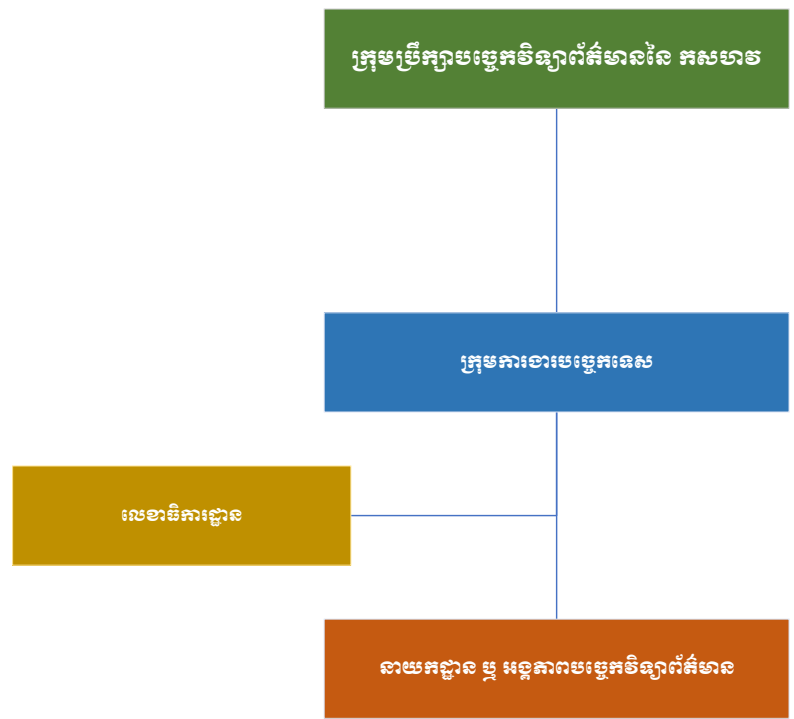 ក្រុមប្រឹក្សាបច្ចេកវិទ្យាព័ត៌មាននៃ កសហវ
ក្រុមការងារបច្ចេកទេស
លេខាធិការដ្ឋាន
នាយកដ្ឋាន ឬ អង្គភាពបច្ចេកវិទ្យាព័ត៌មាន